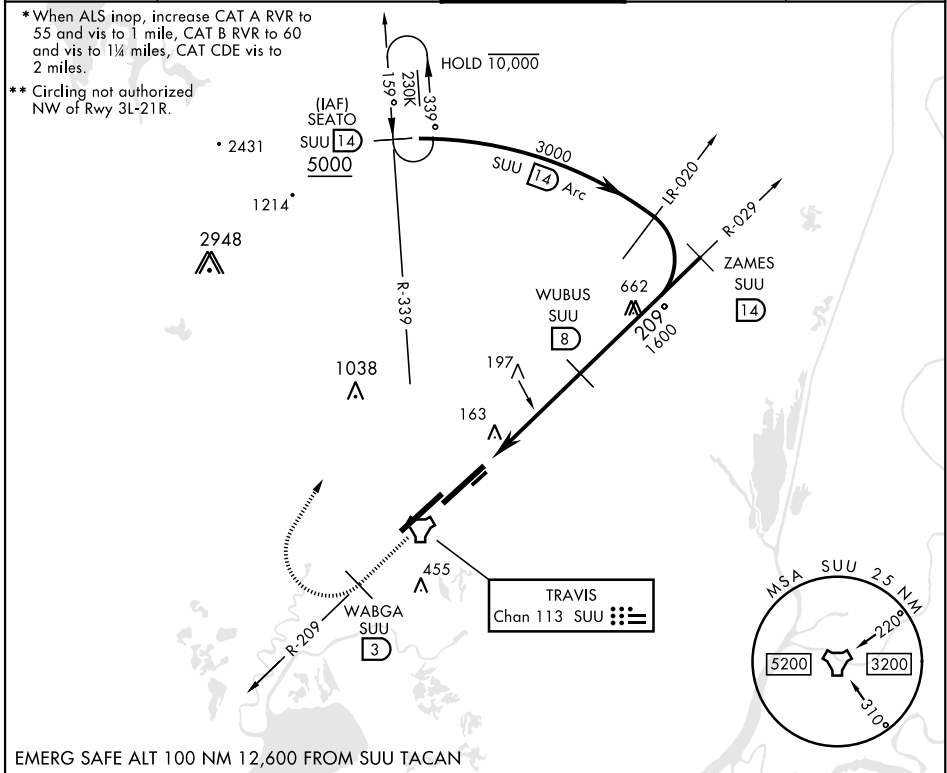 * When ALS inop, increase CAT A RVR to
55 and vis to 1 mile, CAT B RVR to 60
and vis to 1¼ miles, CAT CDE vis to
2 miles.
** Circling not authorized
NW of Rwy 3L-21R.
HOLD 10,000
159°
230K
339°
(IAF)
SEATO
SUU 14
5000
2431
1214
2948
3000
SUU 14 Arc
LR-020
R-029
ZAMES
SUU
14
R-339
WUBUS
SUU
8
662
209°
1600
1038
197
163
455
TRAVIS
Chan 113 SUU
WABGA
SUU
3
R-209
MSA SUU 25 NM
220°
5200
3200
310°
EMERG SAFE ALT 100 NM 12,600 FROM SUU TACAN